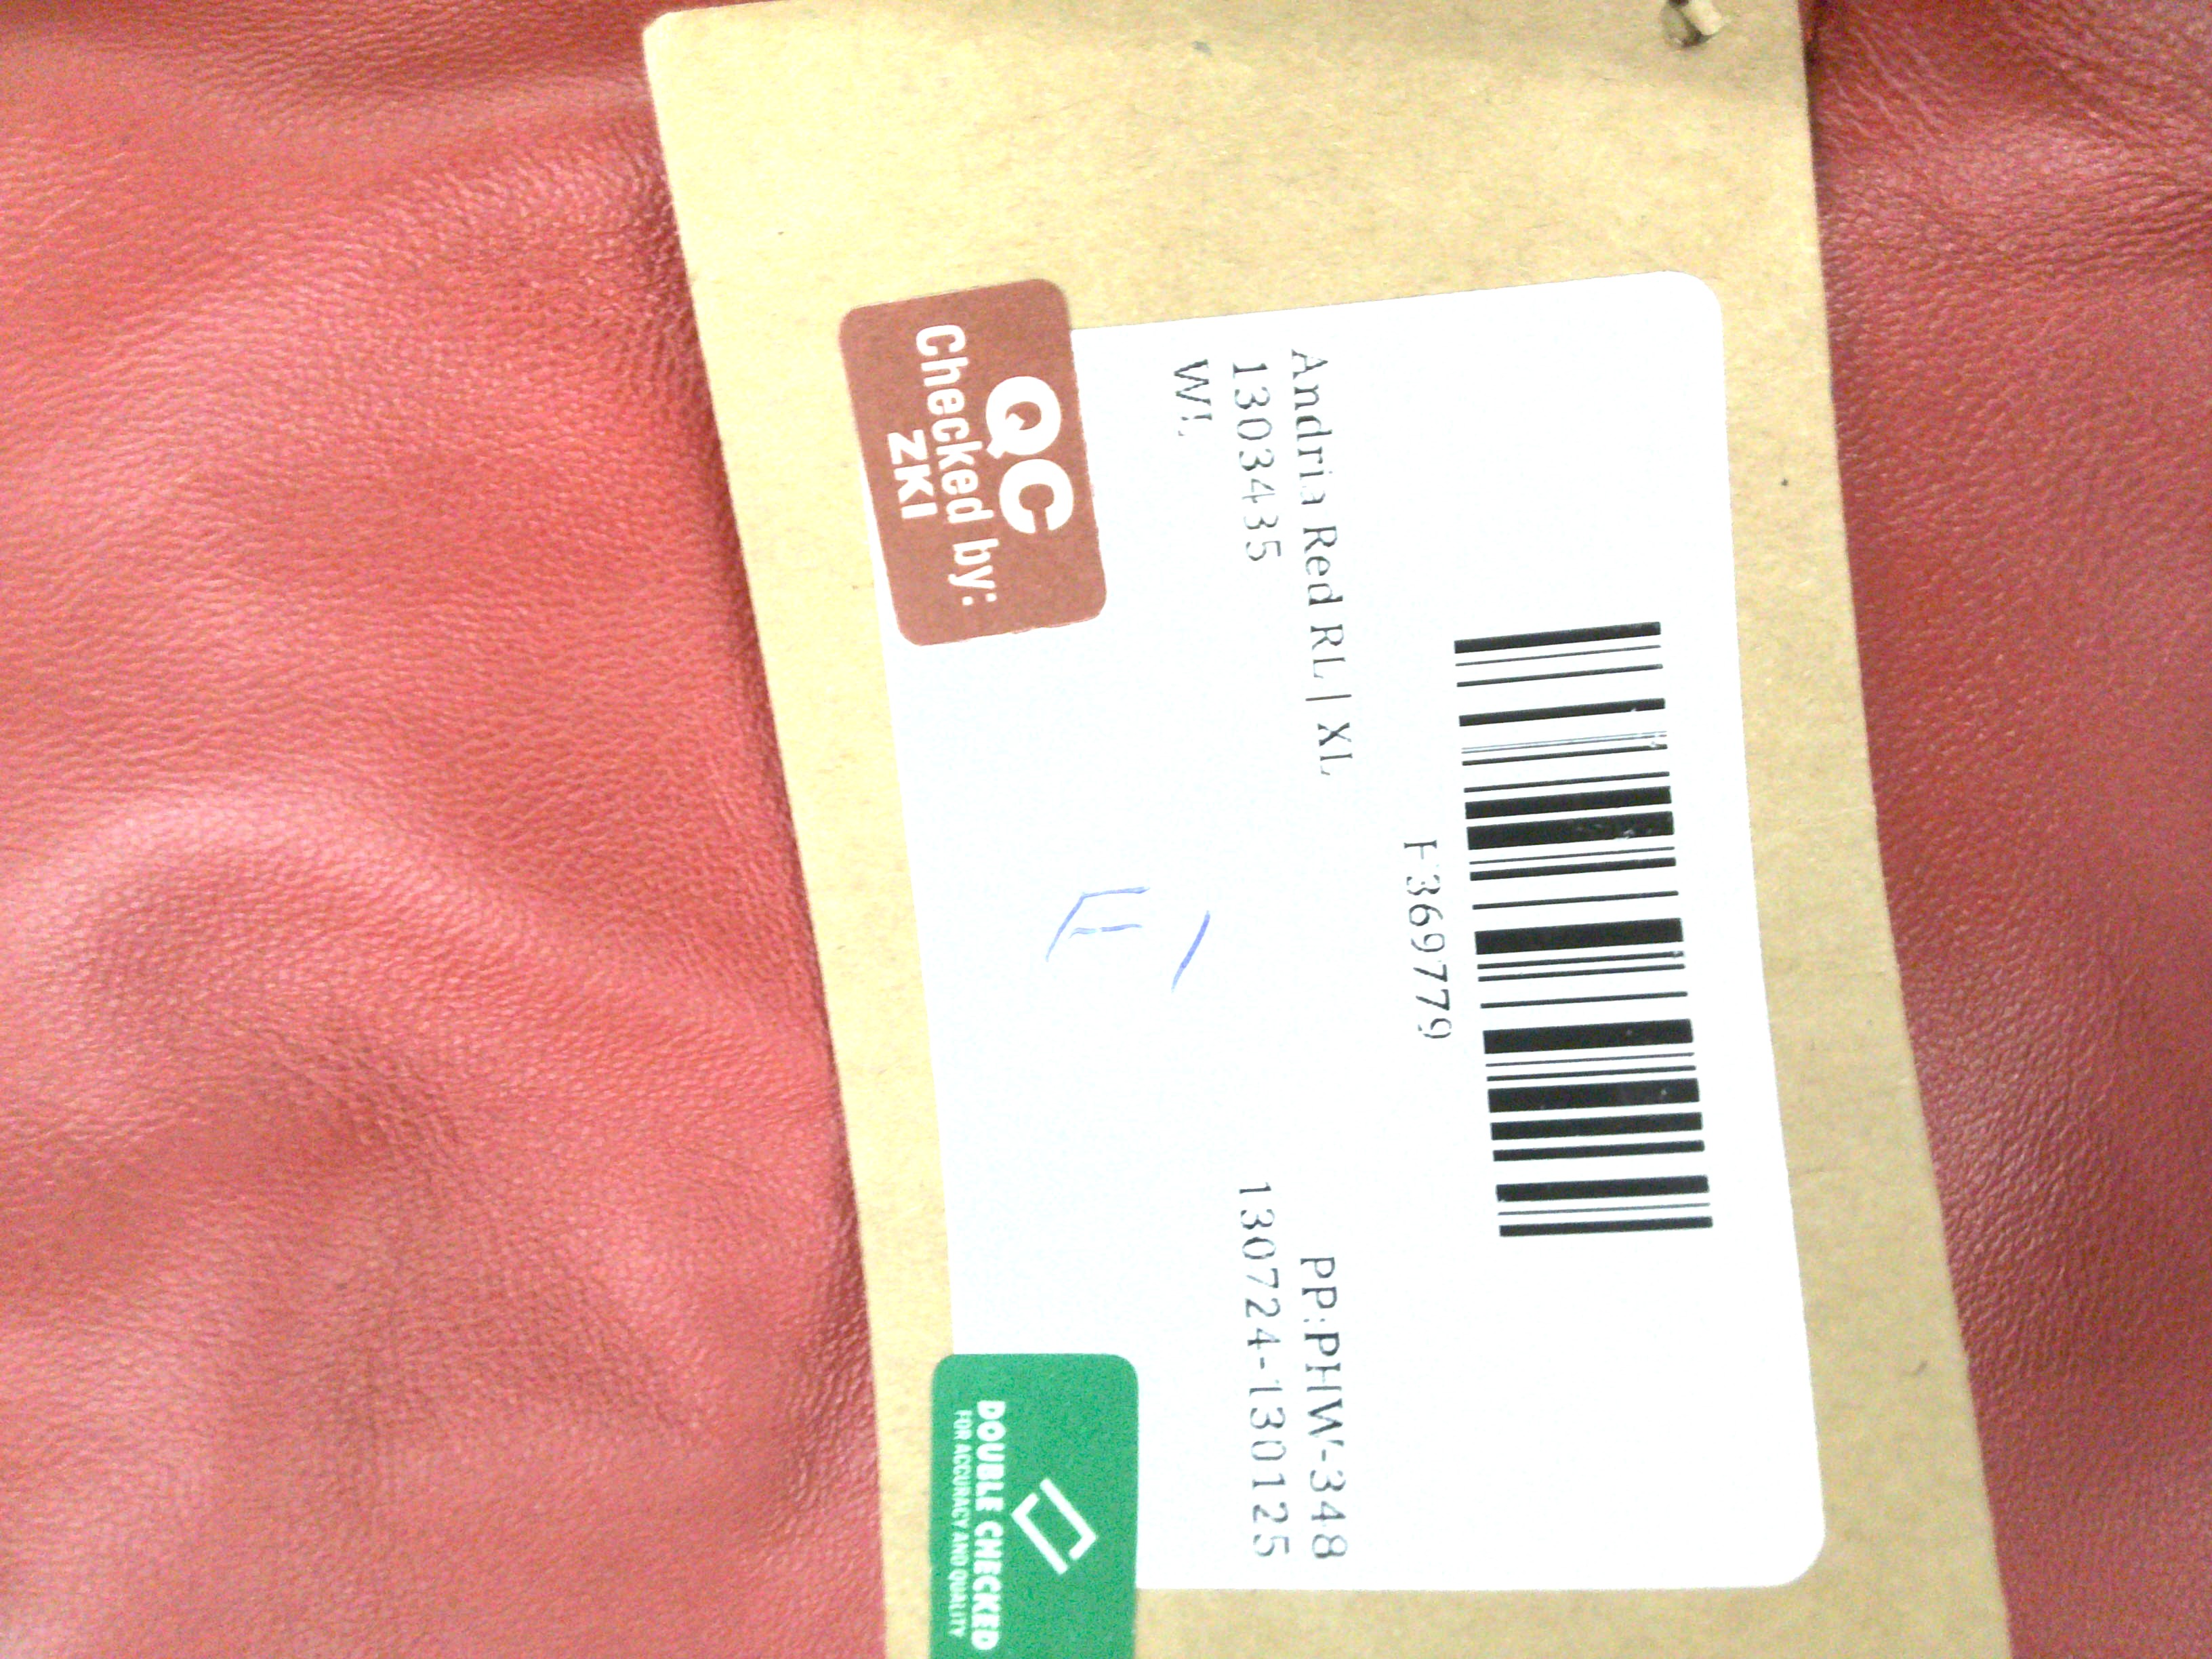 F369779
Andria Red RL | XL
PP:PHW-348
1303435
130724-130125
WL
QC
Checked by:
ZKI
DOUBLE CHECKED
FOR ACCURACY AND QUALITY